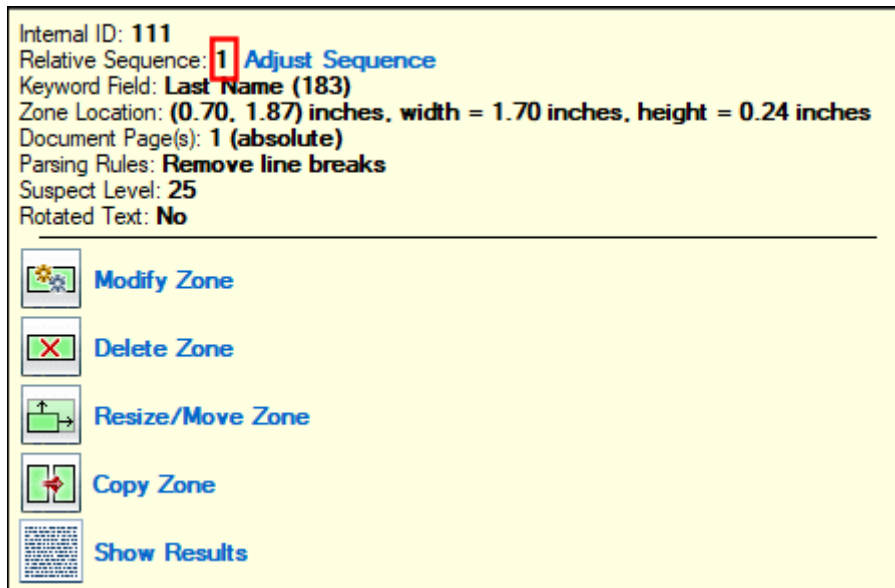 Internal ID: 111
Relative Sequence: 1 Adjust Sequence
Keyword Field: Last Name (183)
Zone Location: (0.70, 1.87) inches, width = 1.70 inches, height = 0.24 inches
Document Page(s): 1 (absolute)
Parsing Rules: Remove line breaks
Suspect Level: 25
Rotated Text: No
Modify Zone
Delete Zone
Resize/Move Zone
Copy Zone
Show Results